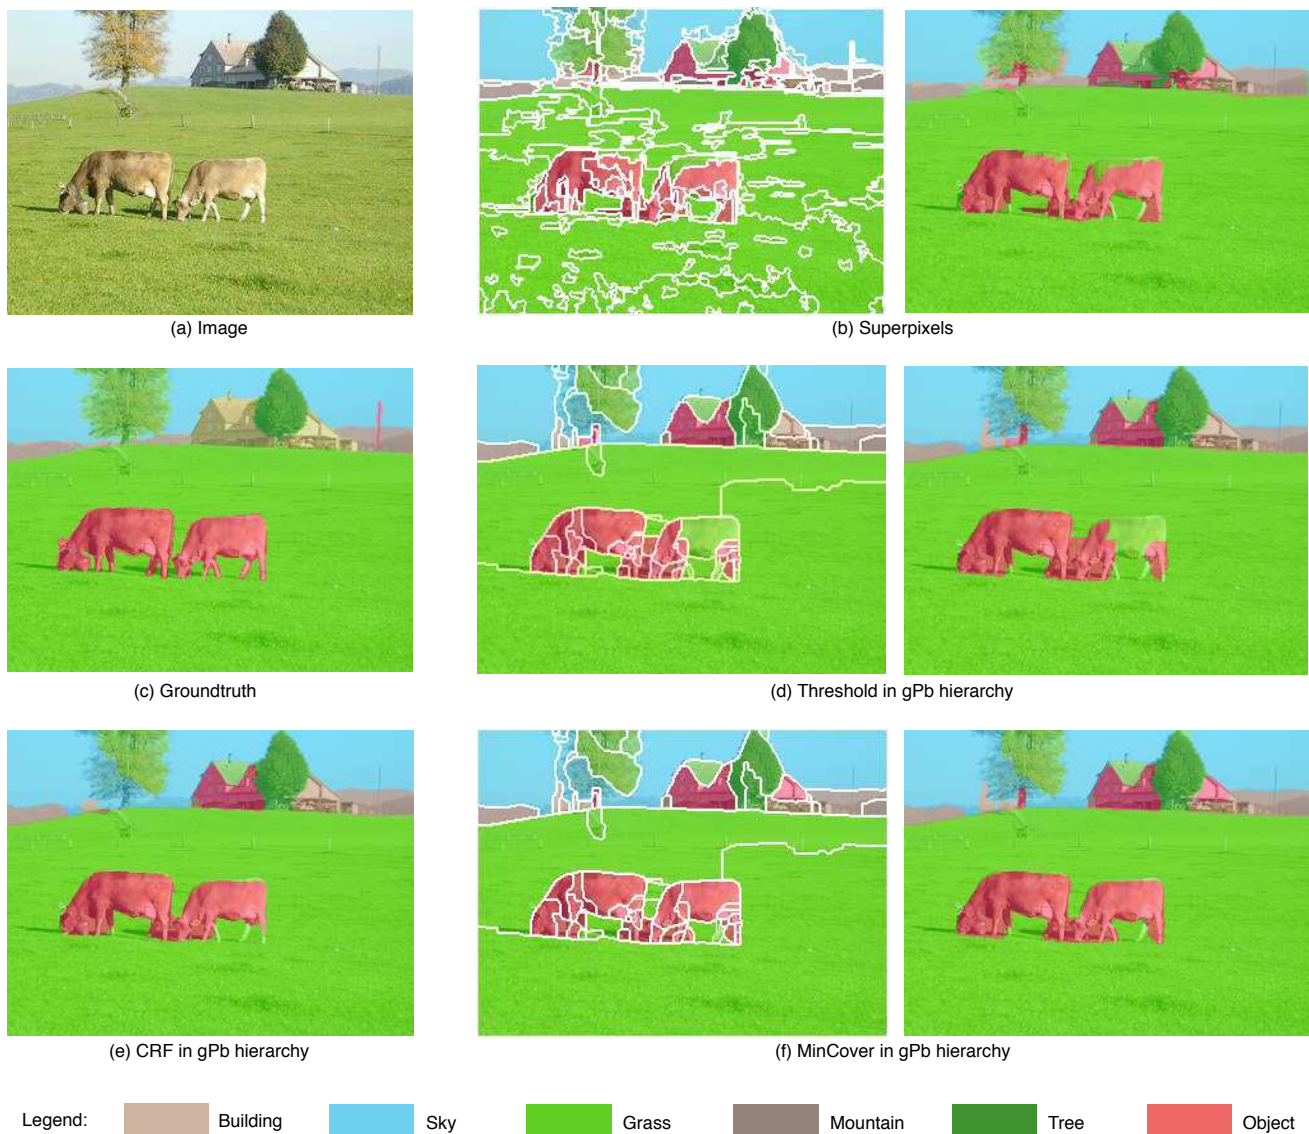 (a) Image
(b) Superpixels
(c) Groundtruth
(d) Threshold in gPb hierarchy
(e) CRF in gPb hierarchy
(f) MinCover in gPb hierarchy
Legend: Building Sky Grass Mountain Tree Object